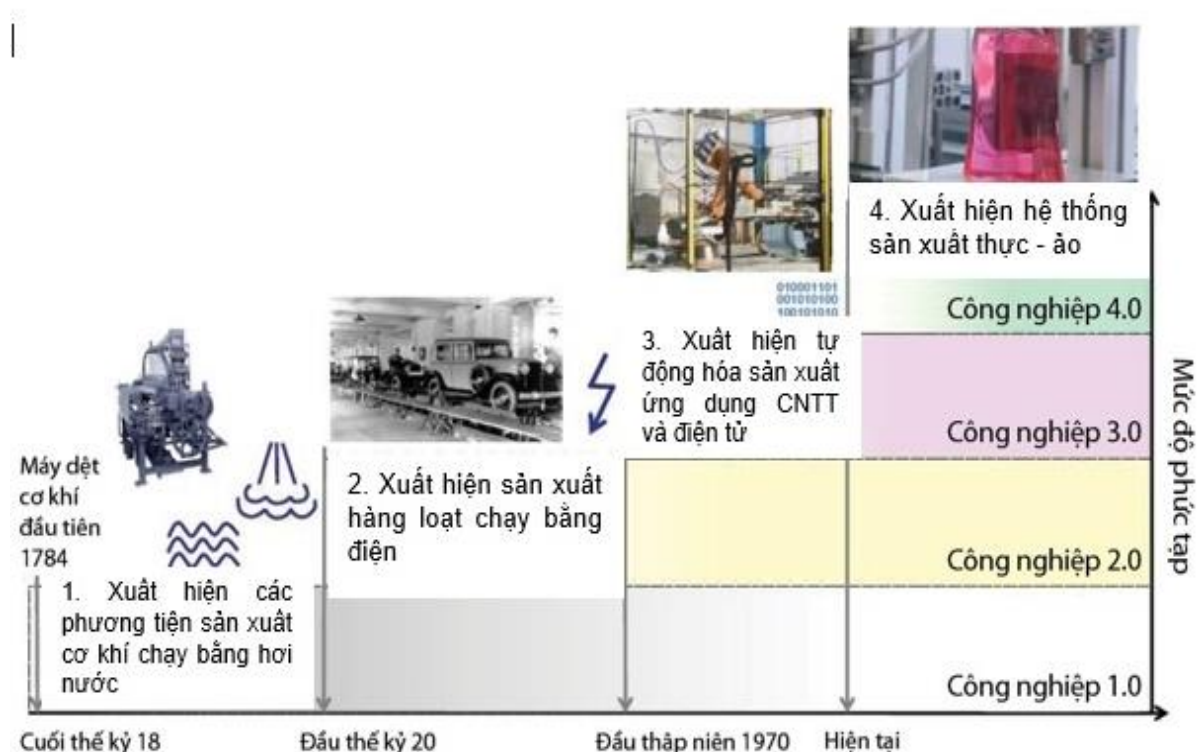 010001101
001010100
100101010
Máy dệt
cơ khí
đầu tiên
1784
1. Xuất hiện các
phương tiện sản xuất
cơ khí chạy bằng hơi
nước
2. Xuất hiện sản xuất
hàng loạt chạy bằng
điện
3. Xuất hiện tự
động hóa sản xuất
ứng dụng CNTT
và điện tử
4. Xuất hiện hệ thống
sản xuất thực - ảo
Công nghiệp 4.0
Công nghiệp 3.0
Công nghiệp 2.0
Công nghiệp 1.0
Mức độ phức tạp
Cuối thế kỷ 18
Đầu thế kỷ 20
Đầu thập niên 1970
Hiện tại